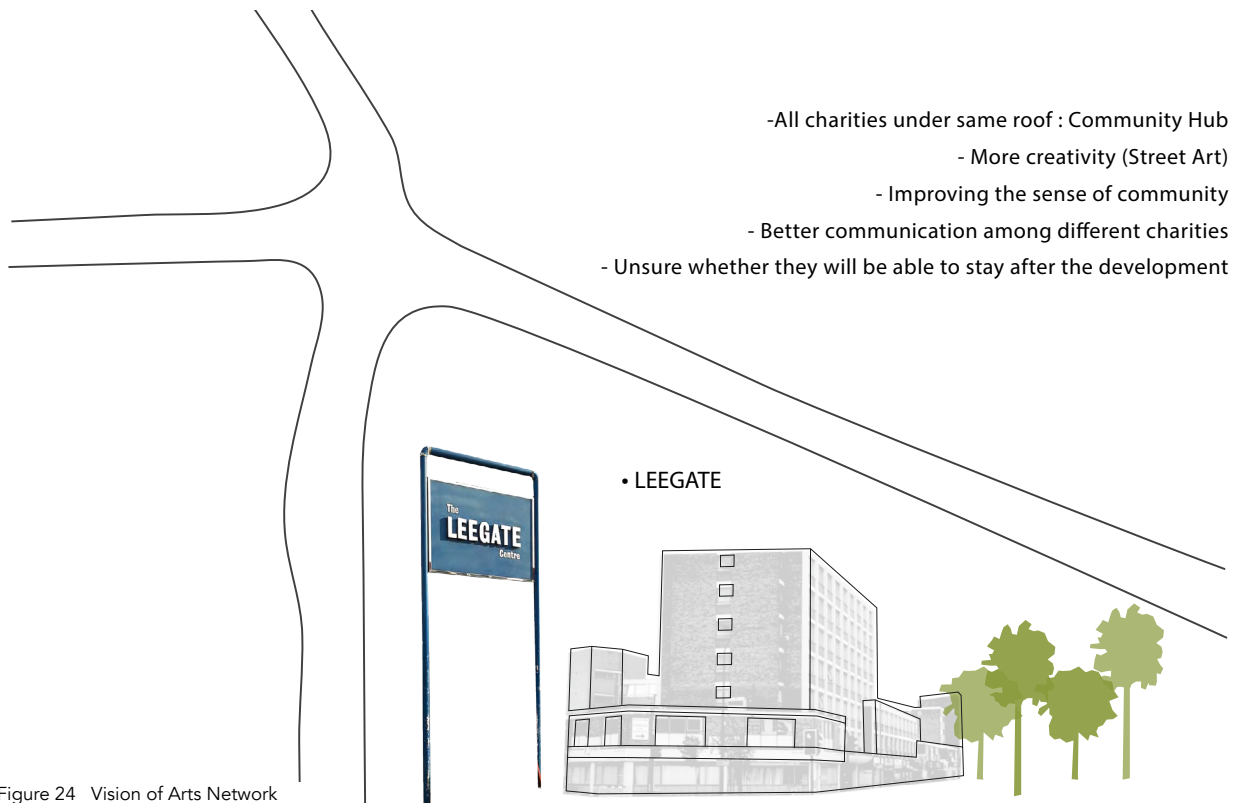 -All charities under same roof : Community Hub
- More creativity (Street Art)
- Improving the sense of community
- Better communication among different charities
- Unsure whether they will be able to stay after the development
• LEEGATE
The
LEEGATE
Centre
Figure 24 Vision of Arts Network